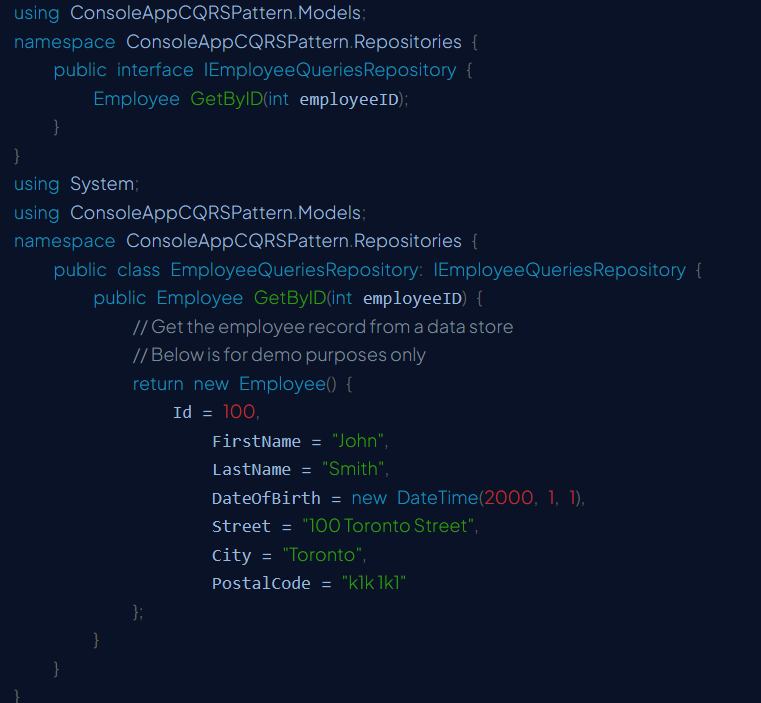 using ConsoleAppCQRSPattern.Models;
namespace ConsoleAppCQRSPattern.Repositories {
    public interface IEmployeeQueriesRepository {
        Employee GetByID(int employeeID);
    }
}
using System;
using ConsoleAppCQRSPattern.Models;
namespace ConsoleAppCQRSPattern.Repositories {
    public class EmployeeQueriesRepository: IEmployeeQueriesRepository {
        public Employee GetByID(int employeeID) {
            // Get the employee record from a data store
            // Below is for demo purposes only
            return new Employee() {
                Id = 100,
                    FirstName = "John",
                    LastName = "Smith",
                    DateOfBirth = new DateTime(2000, 1, 1),
                    Street = "100 Toronto Street",
                    City = "Toronto",
                    PostalCode = "k1k 1k1"
            };
        }
    }
}